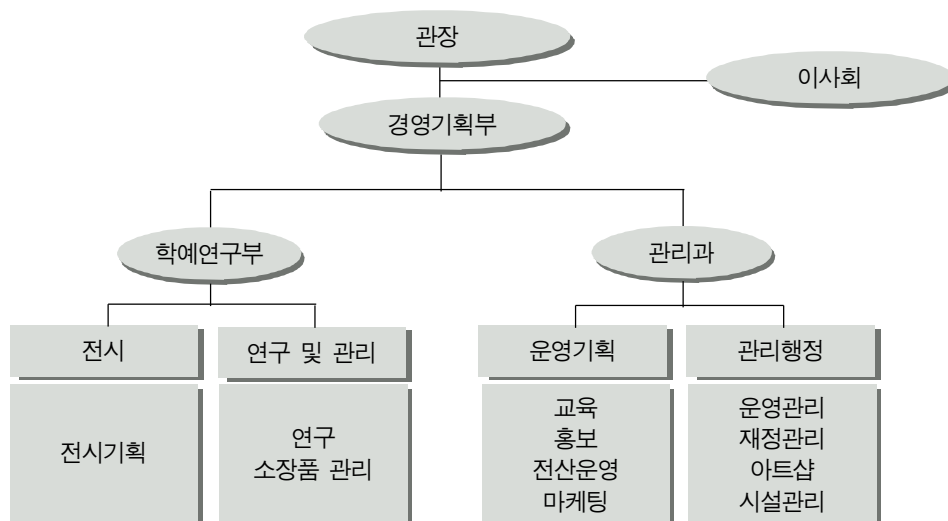 관장
이사회
경영기획부
학예연구부
관리과
전시
연구 및 관리
운영기획
관리행정
전시기획
연구
소장품 관리
교육
홍보
전산운영
마케팅
운영관리
재정관리
아트샵
시설관리